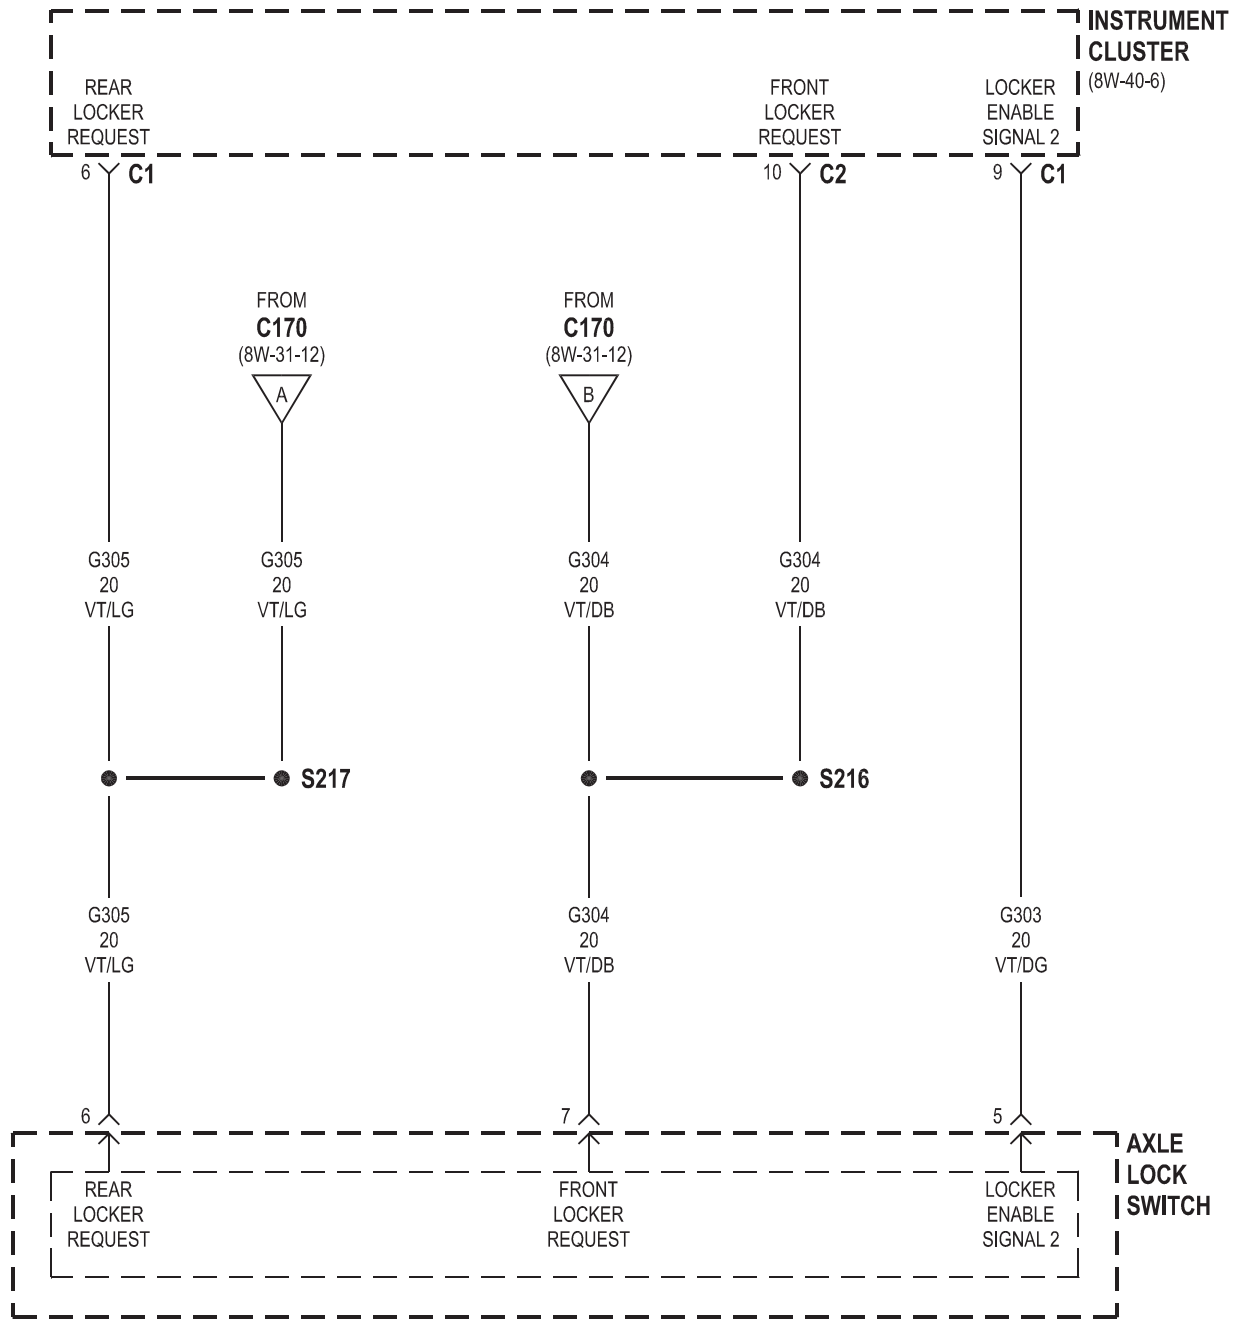 INSTRUMENT
CLUSTER
(8W-40-6)
REAR
LOCKER
REQUEST
FRONT
LOCKER
REQUEST
LOCKER
ENABLE
SIGNAL 2
6 C1
10 C2
9 C1
FROM
C170
(8W-31-12)
A
FROM
C170
(8W-31-12)
B
G305
20
VT/LG
G305
20
VT/LG
G304
20
VT/DB
G304
20
VT/DB
S217
S216
G305
20
VT/LG
G304
20
VT/DB
G303
20
VT/DG
6
7
5
AXLE
LOCK
SWITCH
REAR
LOCKER
REQUEST
FRONT
LOCKER
REQUEST
LOCKER
ENABLE
SIGNAL 2